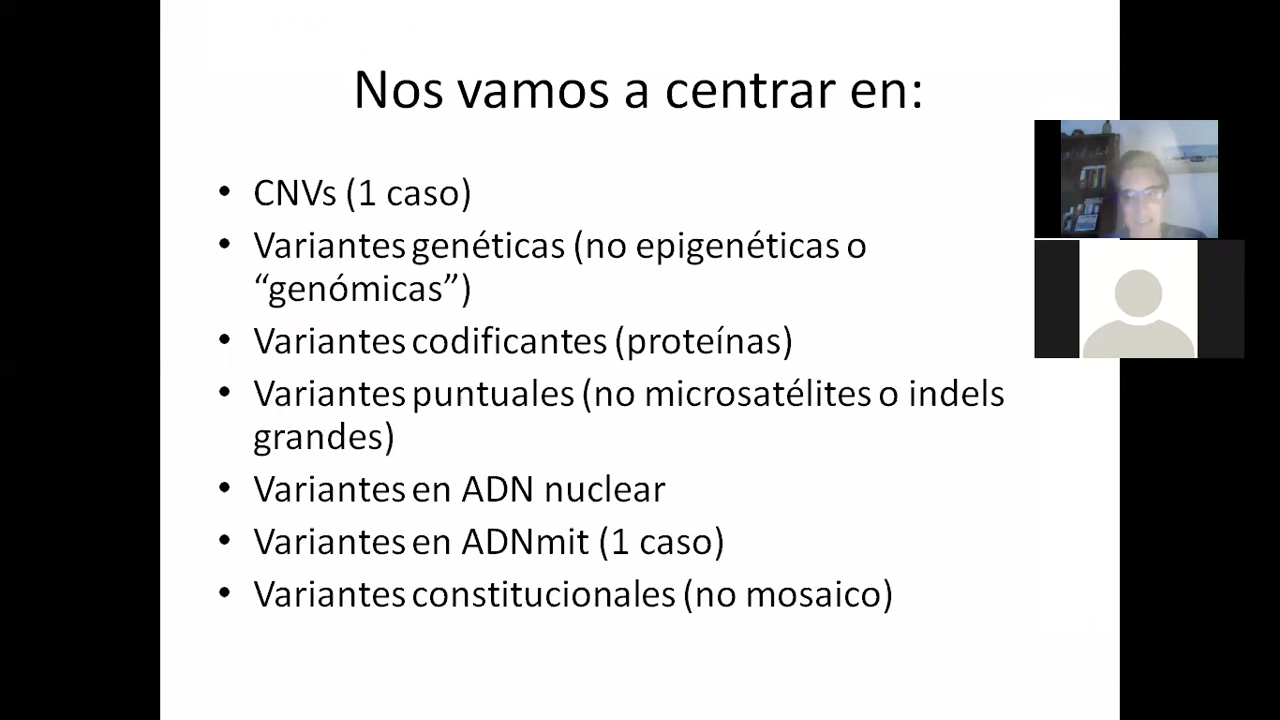 Nos vamos a centrar en:
• CNVs (1 caso)
• Variantes genéticas (no epigenéticas o
“genómicas”)
• Variantes codificantes (proteínas)
• Variantes puntuales (no microsatélites o indels
grandes)
• Variantes en ADN nuclear
• Variantes en ADNmit (1 caso)
• Variantes constitucionales (no mosaico)